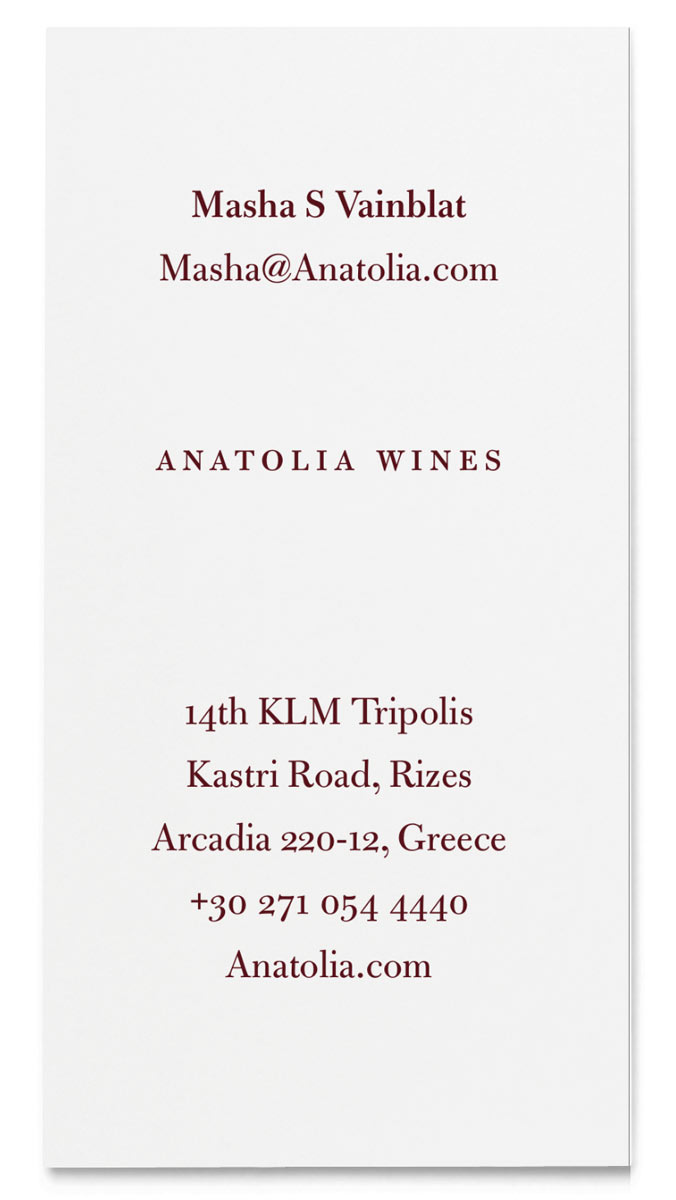 Masha S Vainblat
Masha@Anatolia.com
ANATOLIA WINES
14th KLM Tripolis
Kastri Road, Rizes
Arcadia 220-12, Greece
+30 271 054 4440
Anatolia.com